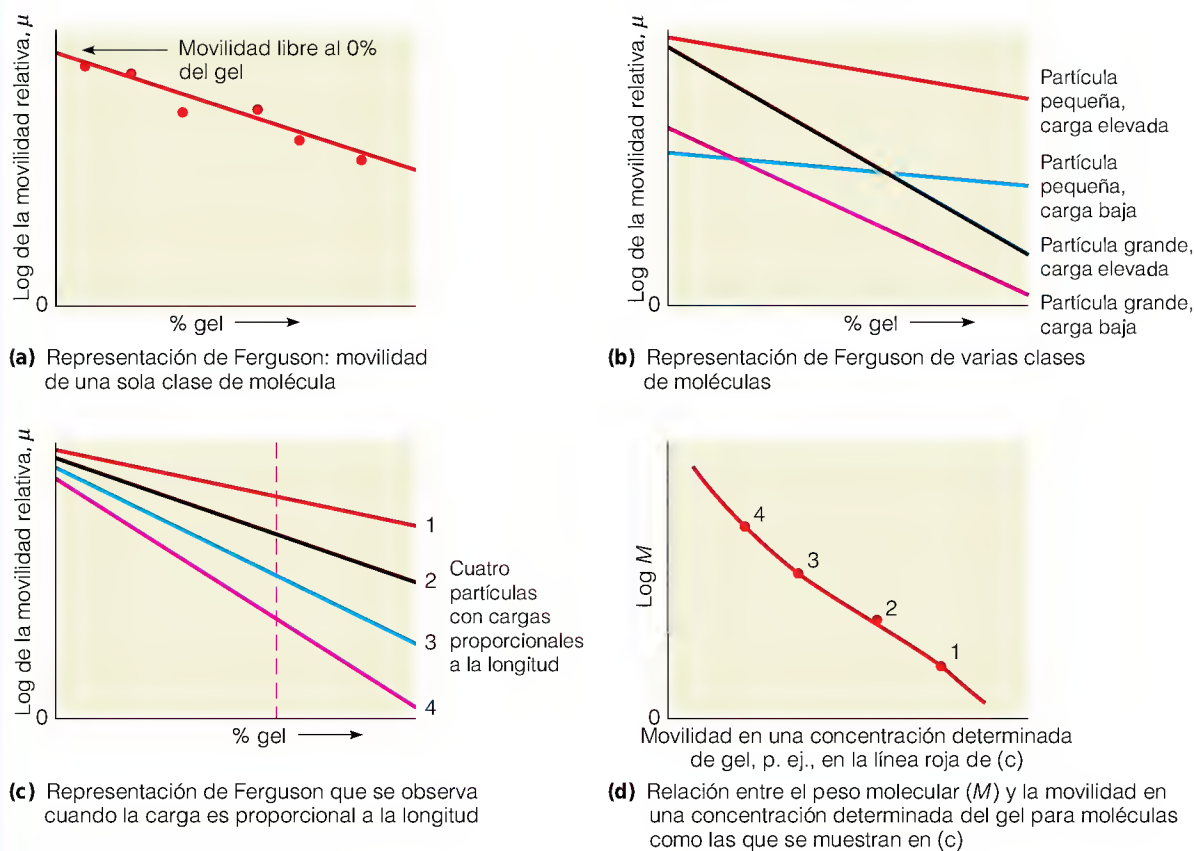 Log de la movilidad relativa, μ
Movilidad libre al 0%
del gel
0
% gel
(a) Representación de Ferguson: movilidad
de una sola clase de molécula
Log de la movilidad relativa, μ
Partícula
pequeña,
carga elevada
Partícula
pequeña,
carga baja
Partícula grande,
carga elevada
Partícula grande,
carga baja
0
% gel
(b) Representación de Ferguson de varias clases
de moléculas
Log de la movilidad relativa, μ
1
2
3
4
Cuatro
partículas
con cargas
proporcionales
a la longitud
0
% gel
(c) Representación de Ferguson que se observa
cuando la carga es proporcional a la longitud
Log M
4
3
2
1
0
Movilidad en una concentración determinada
de gel, p. ej., en la línea roja de (c)
(d) Relación entre el peso molecular (M) y la movilidad en
una concentración determinada del gel para moléculas
como las que se muestran en (c)